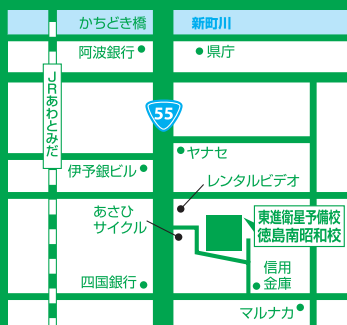 かちどき橋
新町川
阿波銀行
県庁
JRあわとみだ
55
ヤナセ
伊予銀ビル
レンタルビデオ
あさひ
サイクル
東進衛星予備校
徳島南昭和校
信用
金庫
四国銀行
マルナカ